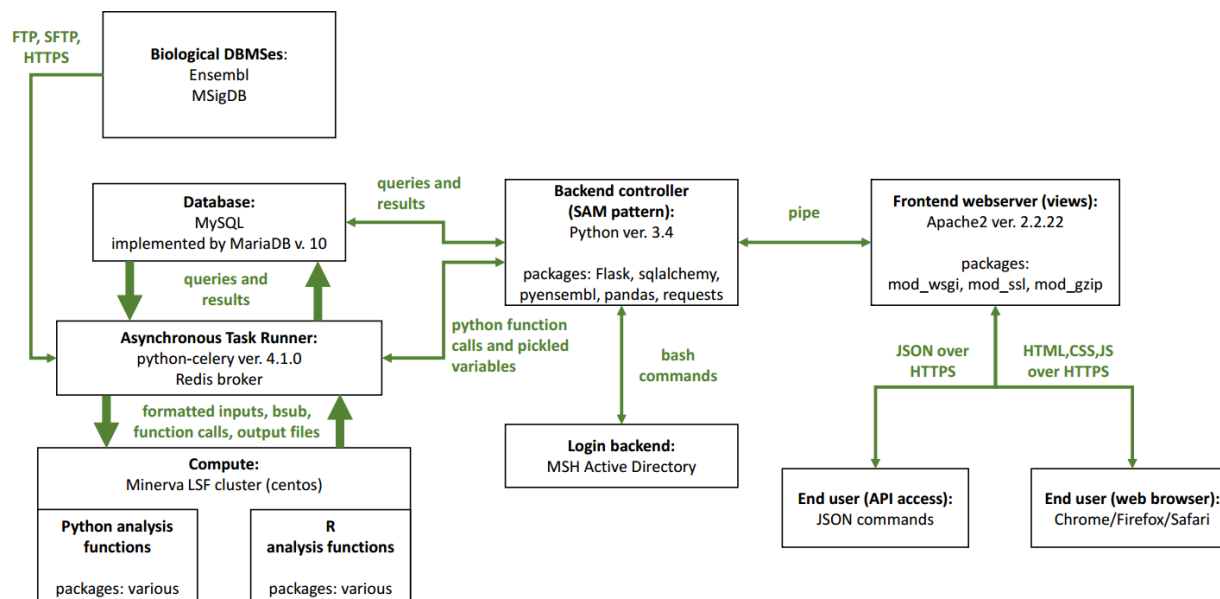 FTP, SFTP,
HTTPS
Biological DBMSes:
Ensembl
MSigDB
Database:
MySQL
implemented by MariaDB v. 10
queries and
results
queries and
results
Asynchronous Task Runner:
python-celery ver. 4.1.0
Redis broker
formatted inputs, bsub,
function calls, output files
Compute:
Minerva LSF cluster (centos)
Python analysis
functions
packages: various
R
analysis functions
packages: various
Backend controller
(SAM pattern):
Python ver. 3.4
packages: Flask, sqlalchemy,
pyensembl, pandas, requests
python function
calls and pickled
variables
bash
commands
Login backend:
MSH Active Directory
pipe
Frontend webserver (views):
Apache2 ver. 2.2.22
packages:
mod_wsgi, mod_ssl, mod_gzip
JSON over
HTTPS
HTML,CSS,JS
over HTTPS
End user (API access):
JSON commands
End user (web browser):
Chrome/Firefox/Safari